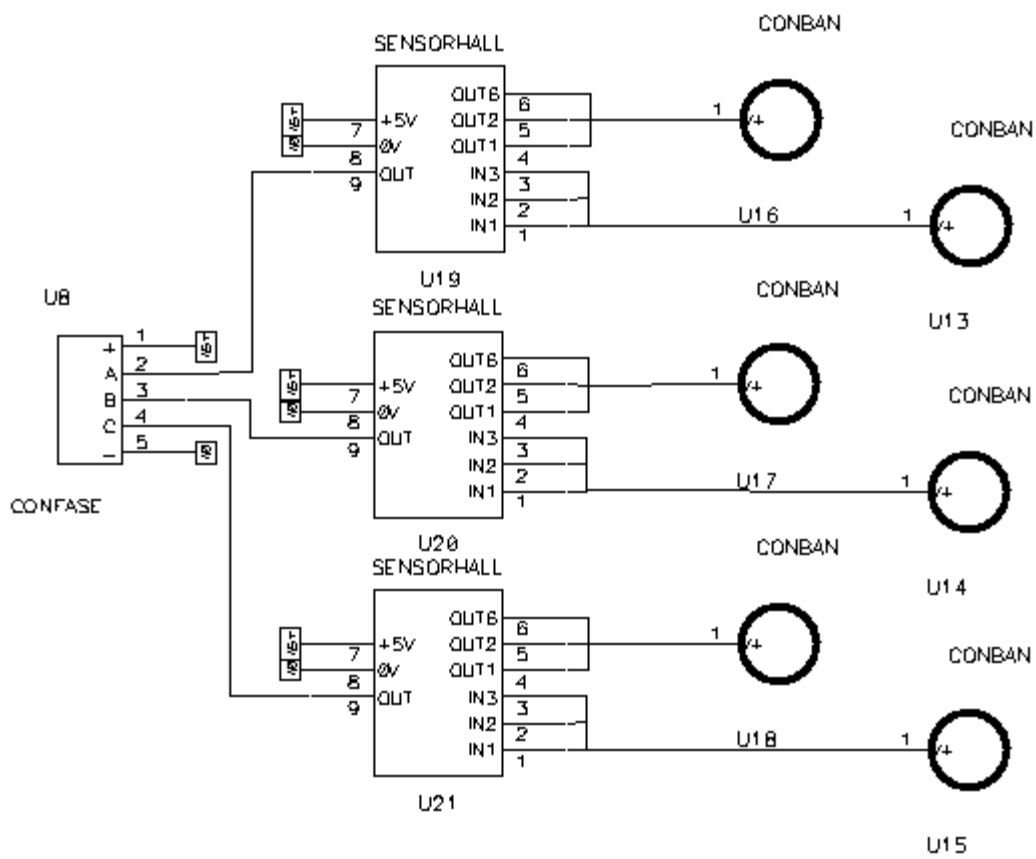 CONBAN
SENSORHALL
1
V+
OUT6
6
OUT2
5
OUT1
4
IN3
3
IN2
2
IN1
1
+5V
7
0V
8
OUT
9
CONBAN
U16
1
V+
U19
U13
U8
+
1
A
2
B
3
C
4
–
5
CONFASE
SENSORHALL
CONBAN
1
V+
OUT6
6
OUT2
5
OUT1
4
IN3
3
IN2
2
IN1
1
+5V
7
0V
8
OUT
9
CONBAN
U17
1
V+
U20
U14
SENSORHALL
CONBAN
1
V+
OUT6
6
OUT2
5
OUT1
4
IN3
3
IN2
2
IN1
1
+5V
7
0V
8
OUT
9
CONBAN
U18
1
V+
U21
U15